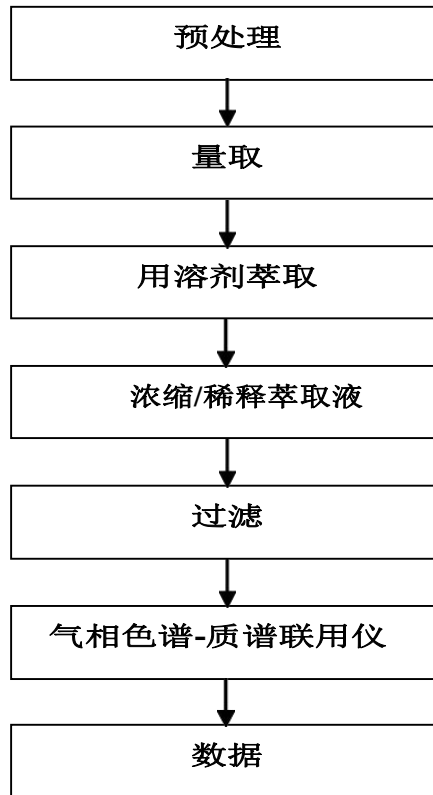 预处理
量取
用溶剂萃取
浓缩/稀释萃取液
过滤
气相色谱-质谱联用仪
数据